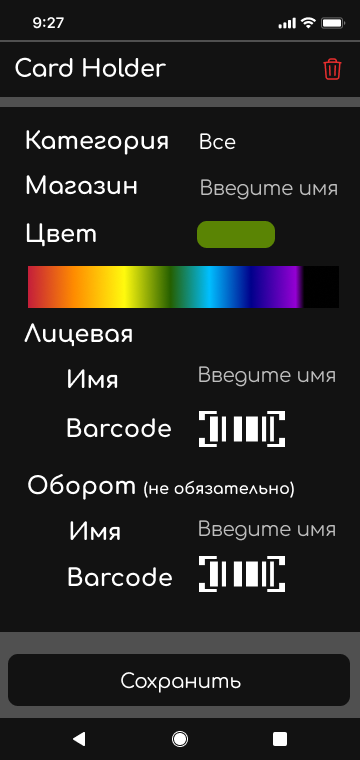 9:27
Card Holder
Категория Все
Магазин Введите имя
Цвет
Лицевая
Имя Введите имя
Barcode
Оборот (не обязательно)
Имя Введите имя
Barcode
Сохранить